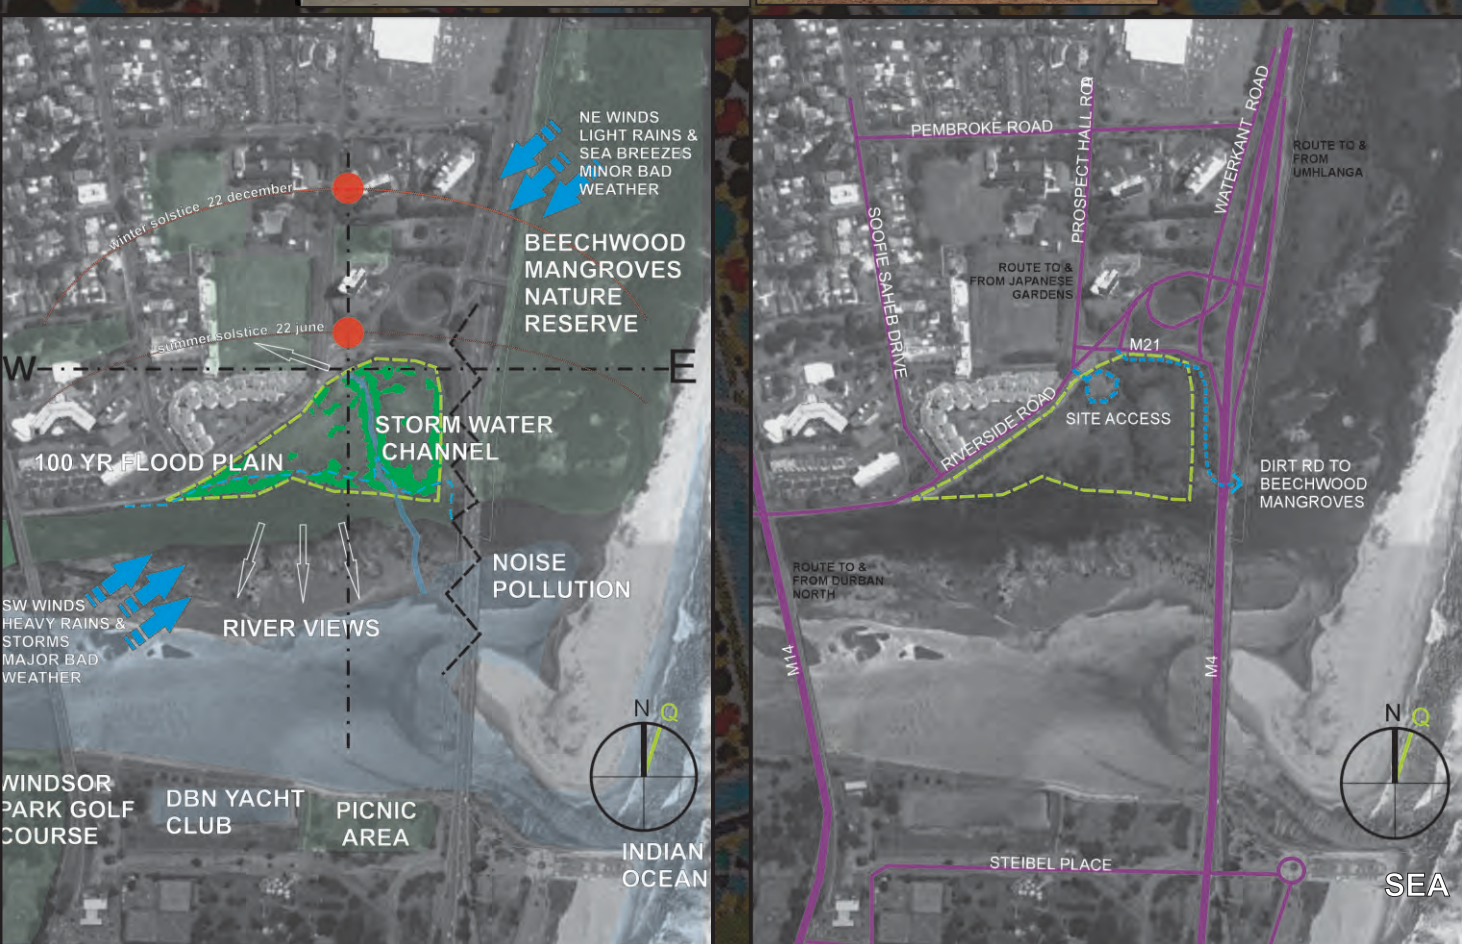 NE WINDS
LIGHT RAINS &
SEA BREEZES
MINOR BAD
WEATHER
winter solstice 22 december
BEECHWOOD
MANGROVES
NATURE
RESERVE
summer solstice 22 june
W
E
STORM WATER
CHANNEL
100 YR FLOOD PLAIN
NOISE
POLLUTION
SW WINDS
HEAVY RAINS &
STORMS
MAJOR BAD
WEATHER
RIVER VIEWS
N Q
WINDSOR
PARK GOLF
COURSE
DBN YACHT
CLUB
PICNIC
AREA
INDIAN
OCEAN
PEMBROKE ROAD
PROSPECT HALL ROAD
WATERKANT ROAD
ROUTE TO &
FROM
UMHLANGA
SOOFIE SAHEB DRIVE
ROUTE TO &
FROM JAPANESE
GARDENS
M21
RIVERSIDE ROAD
SITE ACCESS
DIRT RD TO
BEECHWOOD
MANGROVES
ROUTE TO &
FROM DURBAN
NORTH
M14
M4
N Q
STEIBEL PLACE
SEA